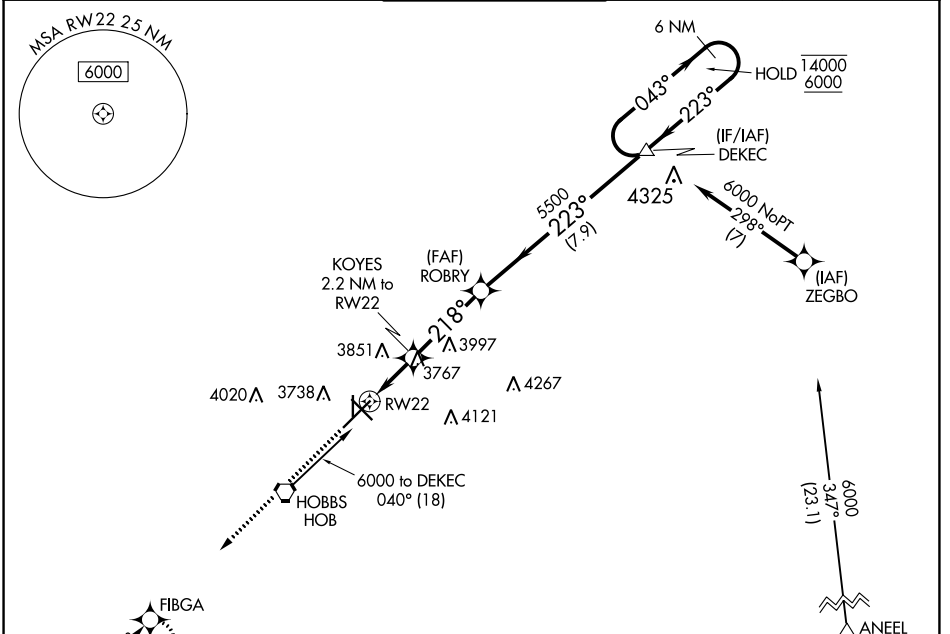 MSA RW22 25 NM
6000
6 NM
HOLD
14000
6000
043°
223°
(IF/IAF)
DEKEC
4325
6000 NoPT
298°
(7)
(IAF)
ZEGBO
5500
223°
(7.9)
(FAF)
ROBRY
KOYES
2.2 NM to
RW22
218°
3851
3997
3767
4020
3738
RW22
4267
4121
6000 to DEKEC
040° (18)
HOBBS
HOB
6000
347°
(23.1)
FIBGA
ANEEL